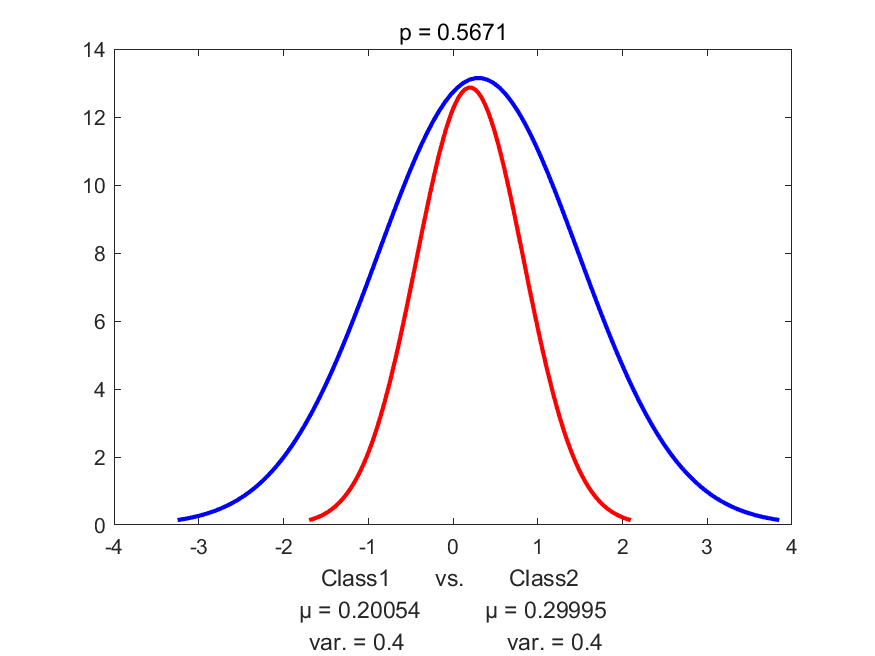 p = 0.5671
14
12
10
8
6
4
2
0
-4 -3 -2 -1 0 1 2 3 4
Class1 vs. Class2
μ = 0.20054 μ = 0.29995
var. = 0.4 var. = 0.4